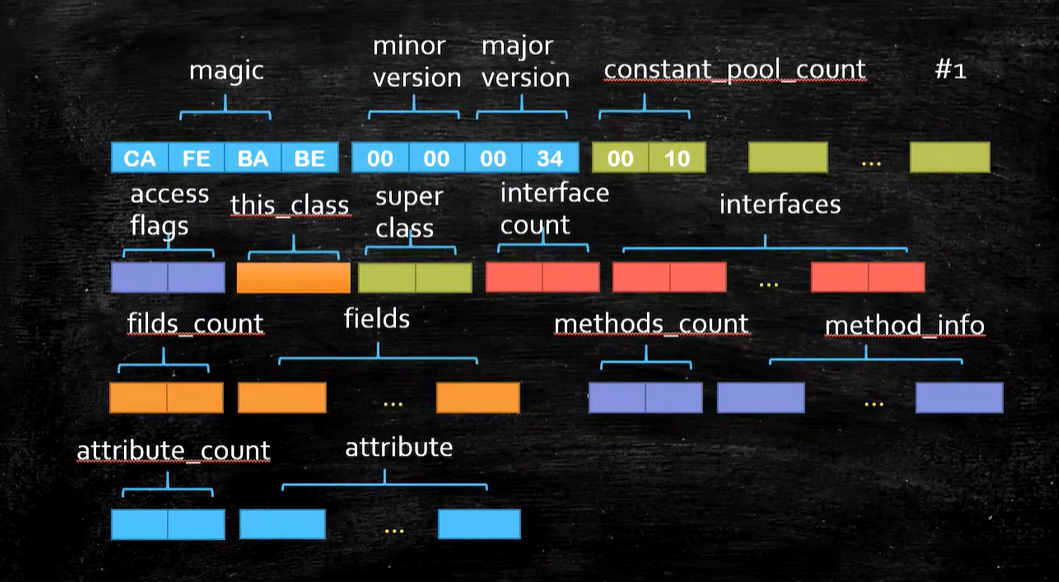 magic
minor version
major version
constant_pool_count
#1
CA FE BA BE 00 00 00 34 00 10 ...
access flags
this_class
super class
interface count
interfaces
...
filds_count
fields
methods_count
method_info
... ...
attribute_count
attribute
...